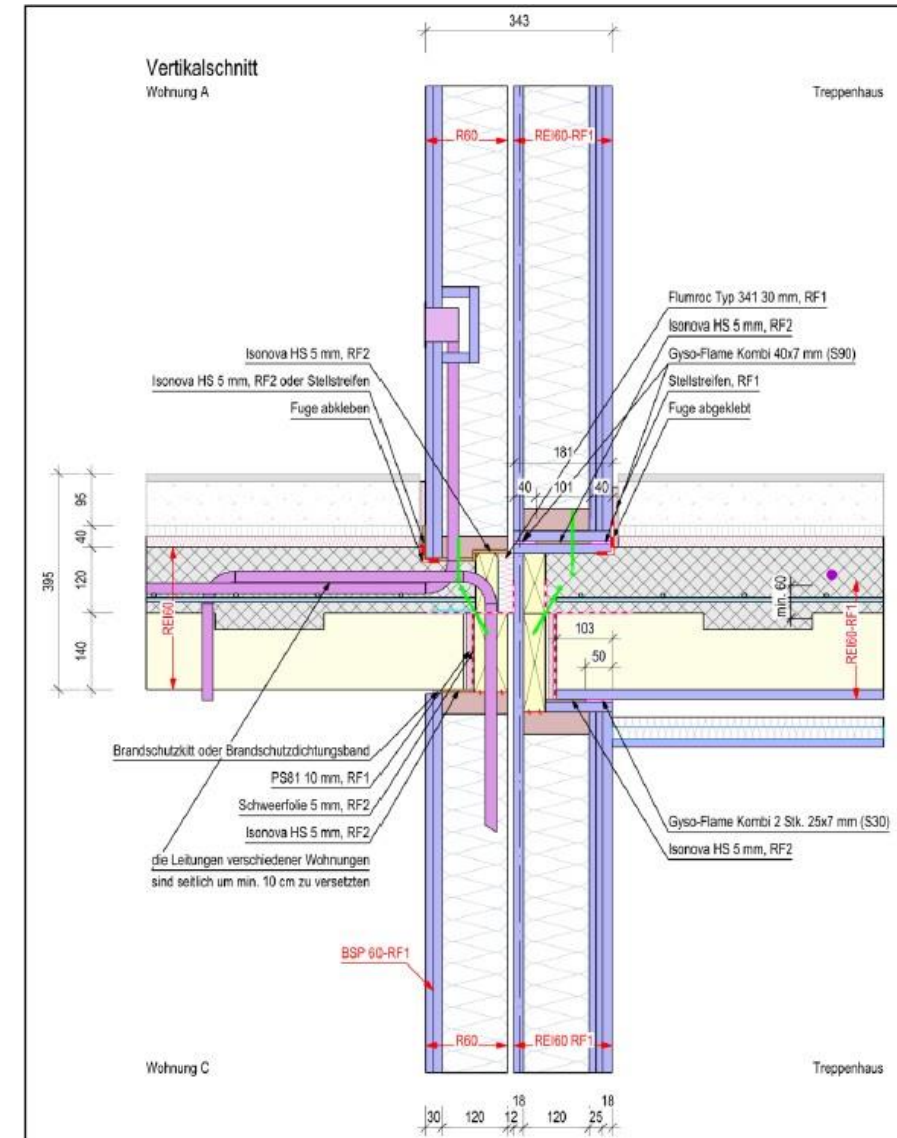 343
Vertikalschnitt
Wohnung A
Treppenhaus
R60
REI60-RF1
Flumroc Typ 341 30 mm, RF1
Isonova HS 5 mm, RF2
Isonova HS 5 mm, RF2
Gyso-Flame Kombi 40x7 mm (S90)
Isonova HS 5 mm, RF2 oder Stellstreifen
Stellstreifen, RF1
Fuge abkleben
Fuge abgeklebt
181
40 101 40
95
40
120
140
395
REI60
min. 60
REI60-RF1
103
50
Brandschutzkitt oder Brandschutzdichtungsband
PS81 10 mm, RF1
Schweerfolie 5 mm, RF2
Isonova HS 5 mm, RF2
Gyso-Flame Kombi 2 Stk. 25x7 mm (S30)
Isonova HS 5 mm, RF2
die Leitungen verschiedener Wohnungen
sind seitlich um min. 10 cm zu versetzten
BSP 60-RF1
R60
REI60 RF1
Wohnung C
Treppenhaus
18 18
30 120 12 120 25